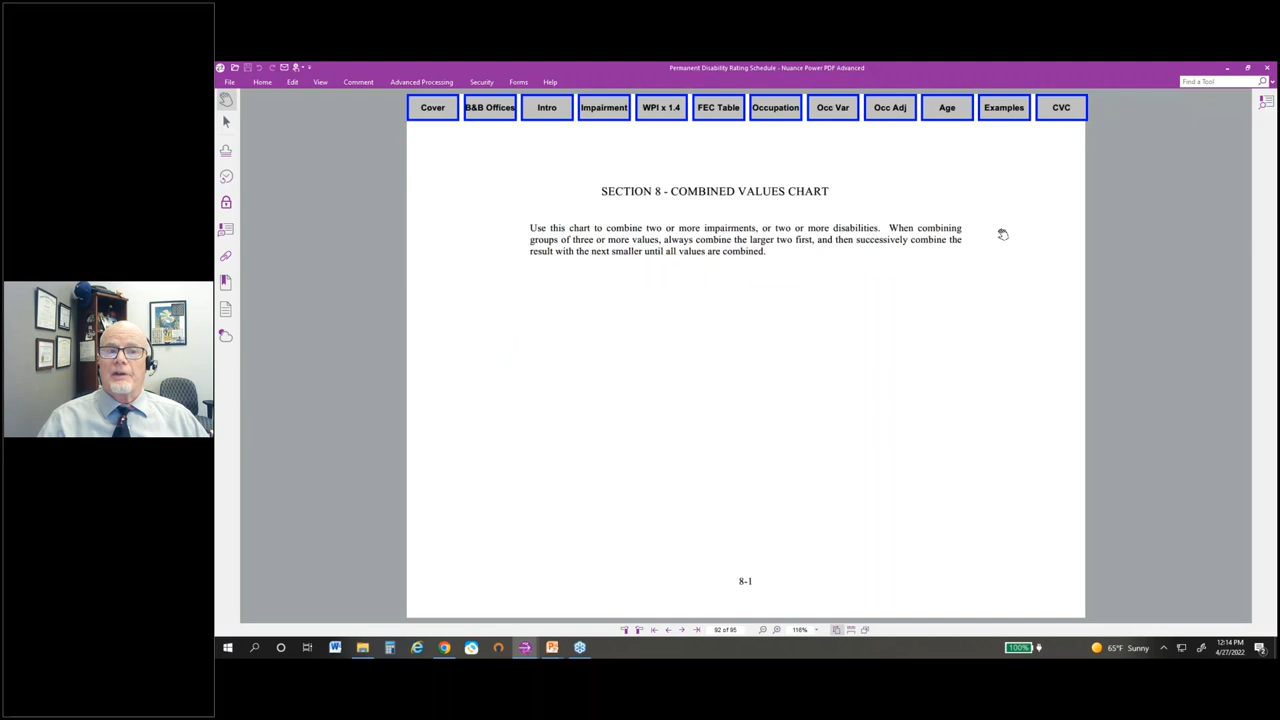 Permanent Disability Rating Schedule - Nuance Power PDF Advanced
File Home Edit View Comment Advanced Processing Security Forms Help
Find a Tool
Cover B&B Offices Intro Impairment WPI x 1.4 FEC Table Occupation Occ Var Occ Adj Age Examples CVC
SECTION 8 - COMBINED VALUES CHART
Use this chart to combine two or more impairments, or two or more disabilities. When combining
groups of three or more values, always combine the larger two first, and then successively combine the
result with the next smaller until all values are combined.
8-1
92 of 95
116%
100%
65°F Sunny
12:14 PM
4/27/2022